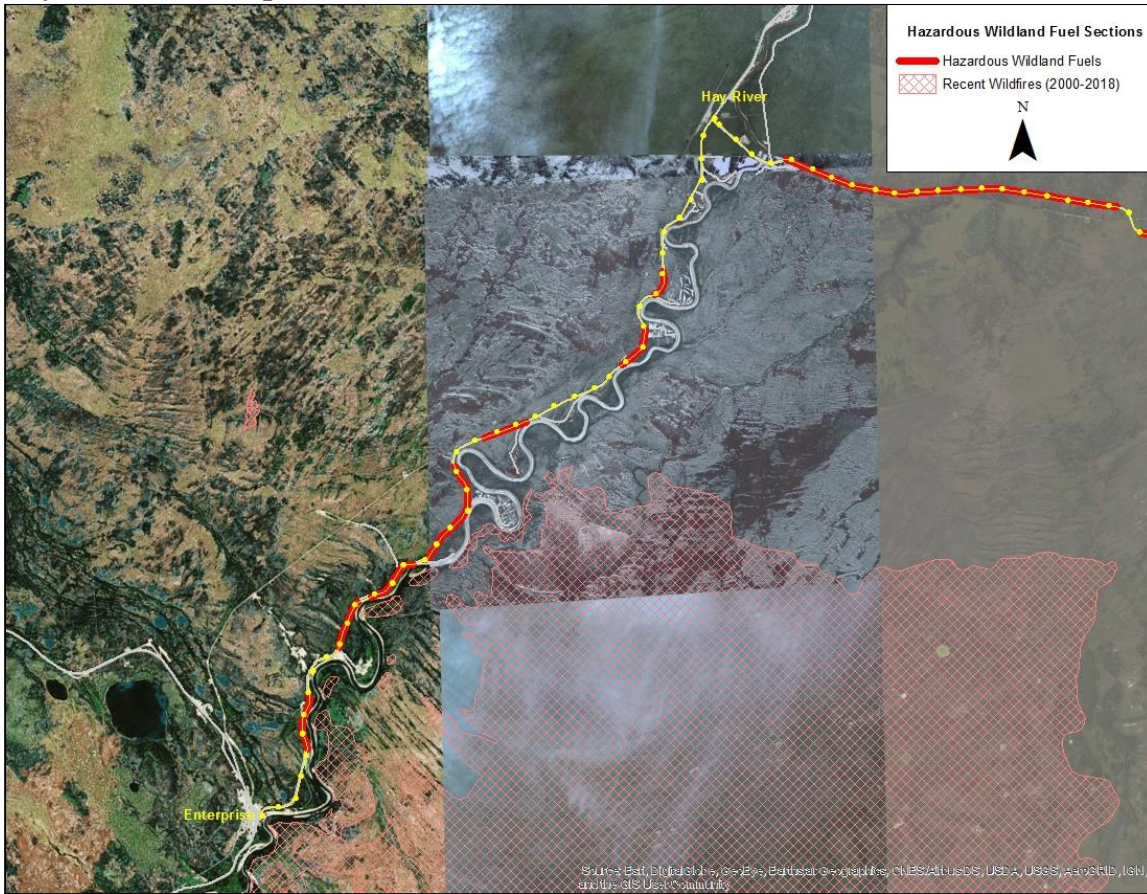 Hazardous Wildland Fuel Sections
Hazardous Wildland Fuels
Recent Wildfires (2000-2018)
N
Hay River
Enterprise
Source: Esri, DigitalGlobe, GeoEye, Earthstar Geographics, CNES/Airbus DS, USDA, USGS, AeroGRID, IGN
and the GIS User Community